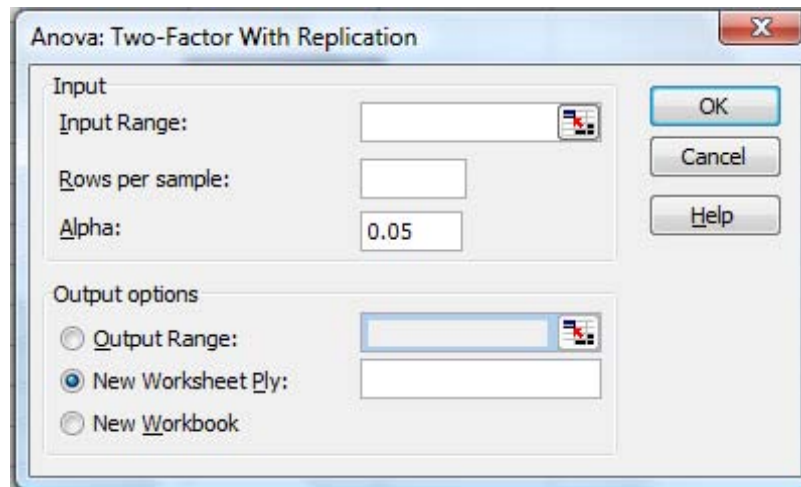 Anova: Two-Factor With Replication
Input
Input Range:
Rows per sample:
Alpha:
0.05
OK
Cancel
Help
Output options
Output Range:
New Worksheet Ply:
New Workbook